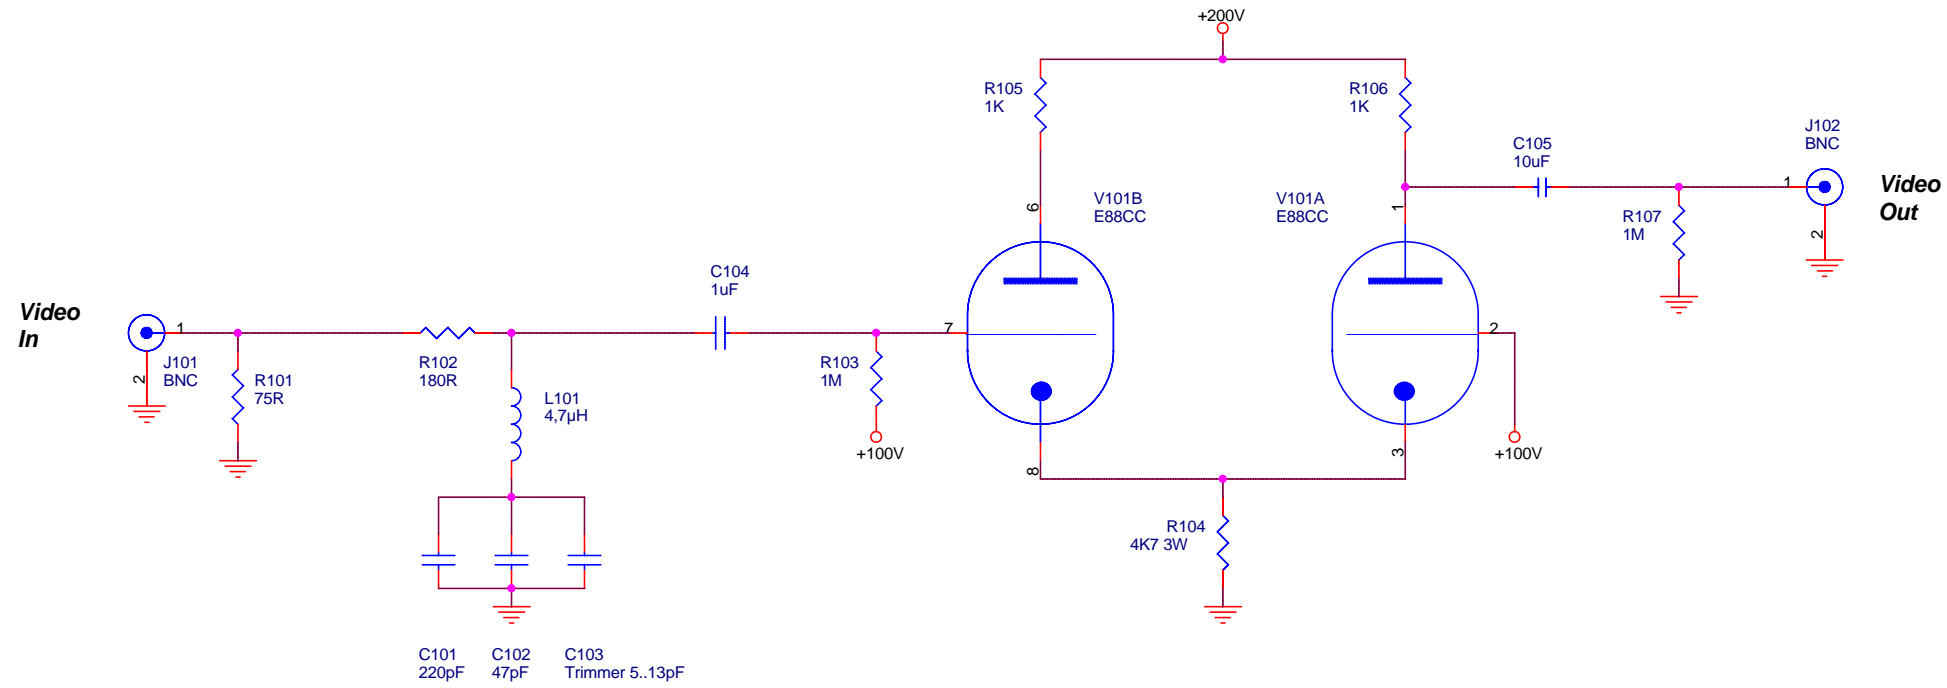 +200V
R105
1K
R106
1K
J102
BNC
C105
10uF
1
Video
Out
V101B
E88CC
V101A
E88CC
6
1
R107
1M
2
C104
1uF
Video
In
1
7
2
J101
BNC
2
R101
75R
R102
180R
R103
1M
L101
4,7µH
+100V
+100V
8
3
R104
4K7 3W
C101
220pF
C102
47pF
C103
Trimmer 5..13pF